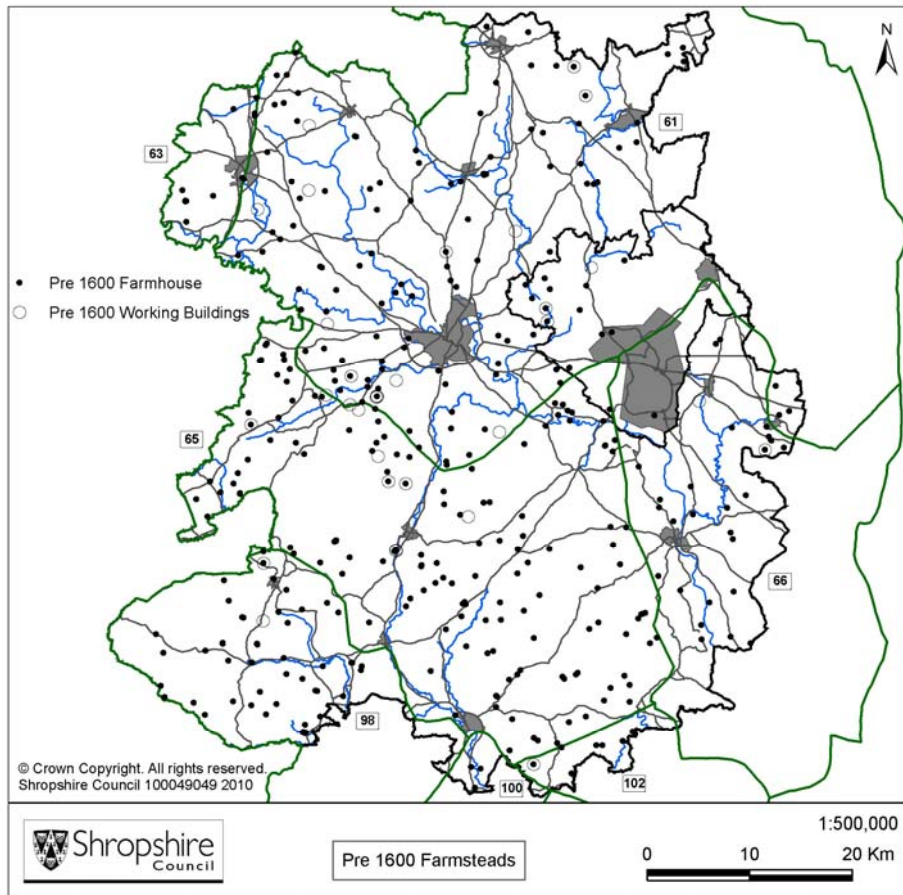 N
61
63
Pre 1600 Farmhouse
Pre 1600 Working Buildings
65
66
98
© Crown Copyright. All rights reserved.
Shropshire Council 100049049 2010
100
102
Shropshire
Council
Pre 1600 Farmsteads
1:500,000
0 10 20 Km